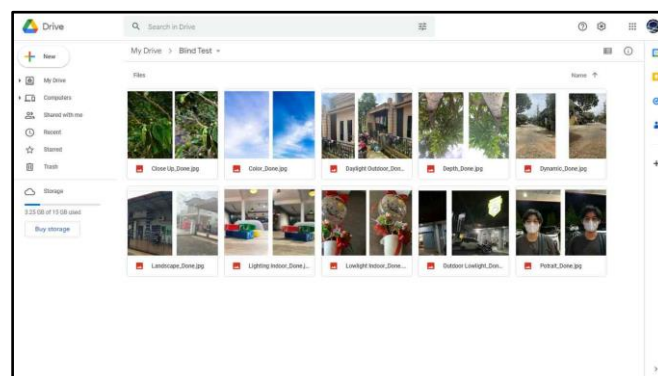 Drive
Search in Drive
New
My Drive
Computers
Shared with me
Recent
Starred
Trash
Storage
3.25 GB of 15 GB used
Buy storage
My Drive > Blind Test
Files
Name
Close Up_Done.jpg
Color_Done.jpg
Daylight Outdoor_Don...
Depth_Done.jpg
Dynamic_Done.jpg
Landscape_Done.jpg
Lighting Indoor_Done.j...
Lowlight Indoor_Done....
Outdoor Lowlight_Don...
Potrait_Done.jpg